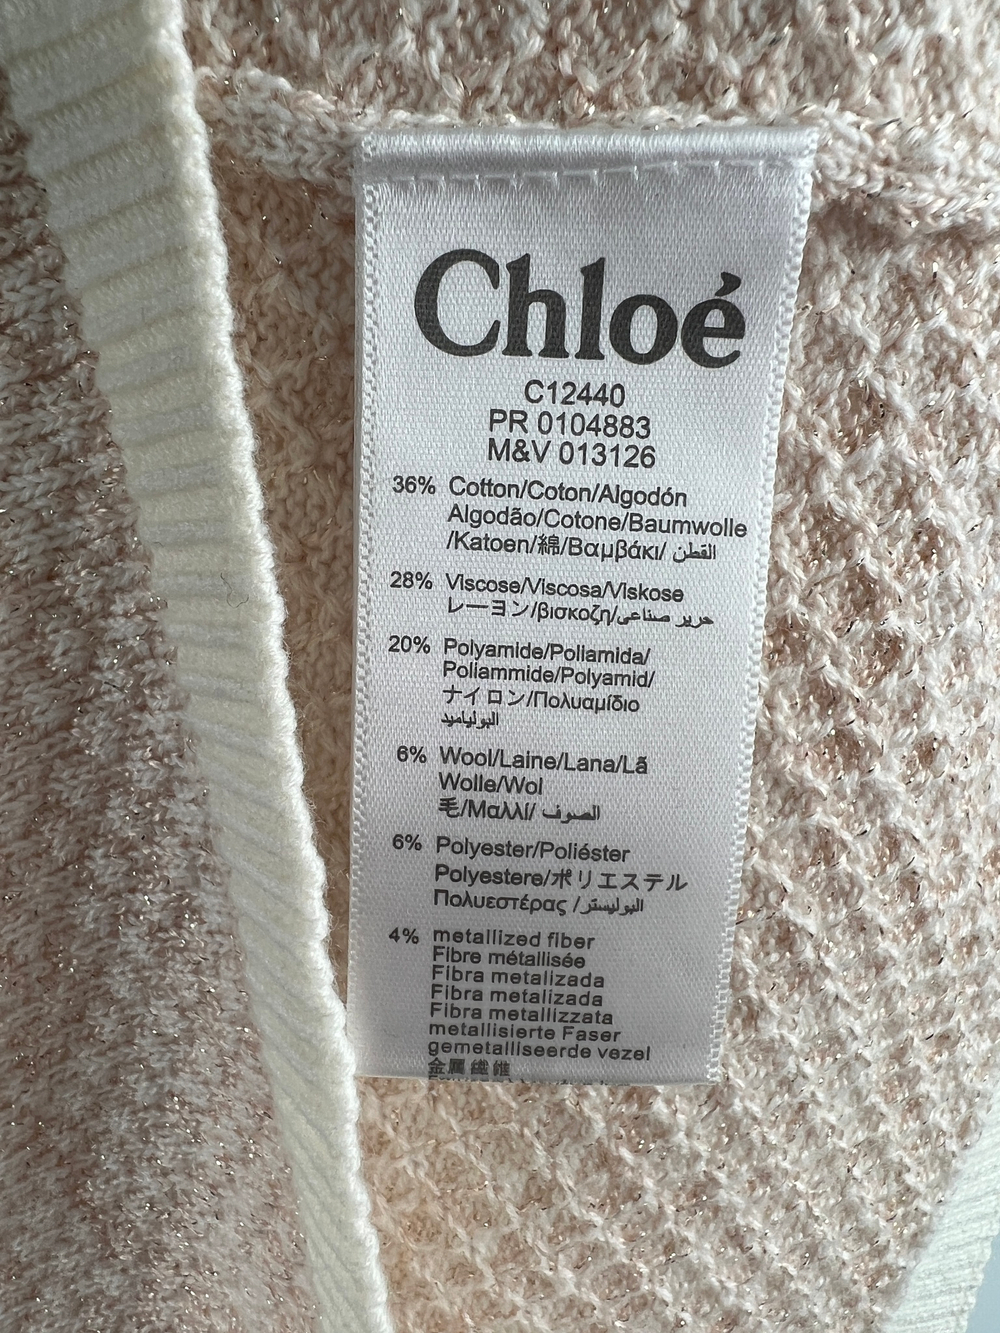 Chloé
C12440
PR 0104883
M&V 013126
36% Cotton/Coton/Algodón
Algodão/Cotone/Baumwolle
/Katoen/綿/Βαμβάκι/ القطن
28% Viscose/Viscosa/Viskose
レーヨン/βισκοζη/حرير صناعى
20% Polyamide/Poliamida/
Poliammide/Polyamid/
ナイロン/Πολυαμίδιο
البولياميد
6% Wool/Laine/Lana/Lã
Wolle/Wol
毛/Μαλλί/ الصوف
6% Polyester/Poliéster
Polyestere/ポリエステル
Πολυεστέρας /البوليستر
4% metallized fiber
Fibre métallisée
Fibra metalizada
Fibra metalizada
Fibra metallizzata
metallisierte Faser
gemetalliseerde vezel
金属繊維